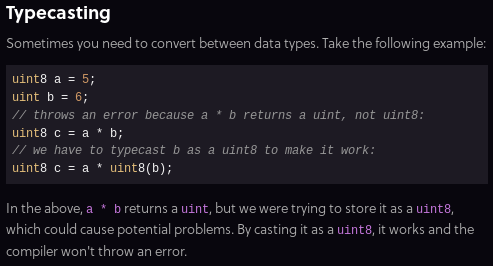 Typecasting
Sometimes you need to convert between data types. Take the following example:
uint8 a = 5;
uint b = 6;
// throws an error because a * b returns a uint, not uint8:
uint8 c = a * b;
// we have to typecast b as a uint8 to make it work:
uint8 c = a * uint8(b);
In the above, a * b returns a uint, but we were trying to store it as a uint8,
which could cause potential problems. By casting it as a uint8, it works and the
compiler won't throw an error.